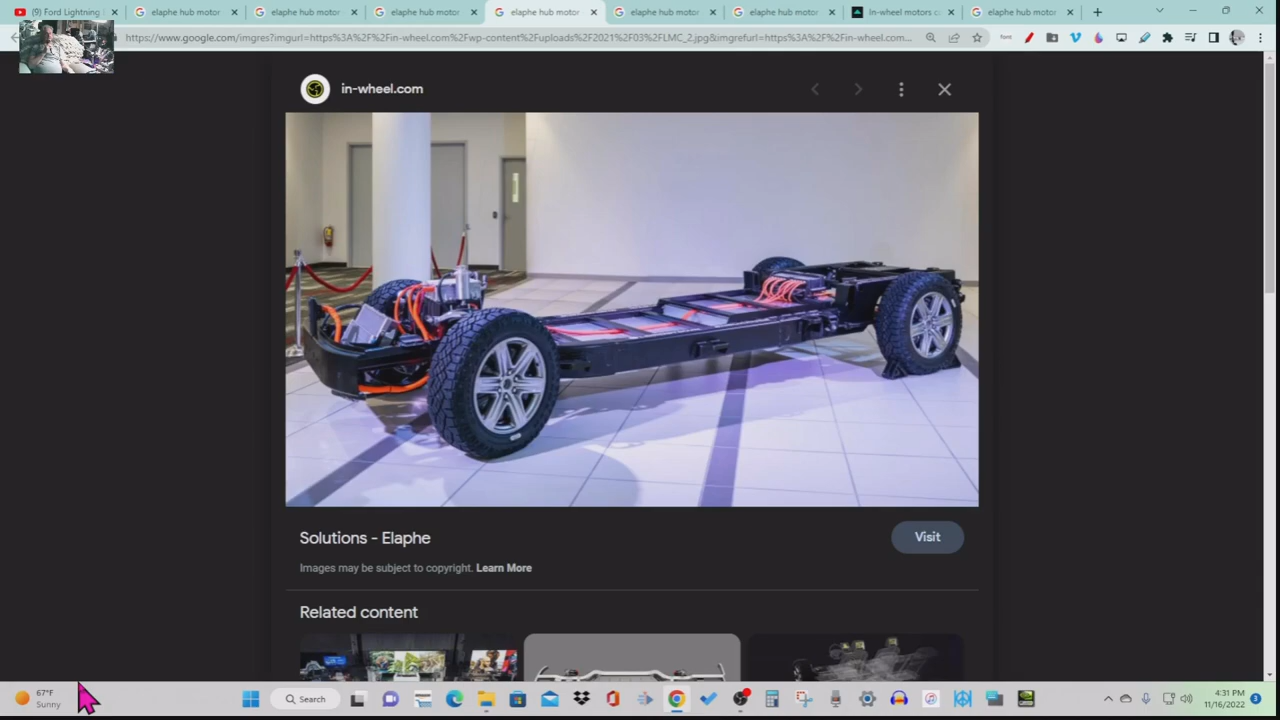 (9) Ford Lightning
elaphe hub motor
elaphe hub motor
elaphe hub motor
elaphe hub motor
elaphe hub motor
elaphe hub motor
In-wheel motors
elaphe hub motor
https://www.google.com/imgres?imgurl=https%3A%2F%2Fin-wheel.com%2Fwp-content%2Fuploads%2F2021%2F03%2FLMC_2.jpg&imgrefurl=https%3A%2F%2Fin-wheel.com%2F...
in-wheel.com
Solutions - Elaphe
Visit
Images may be subject to copyright. Learn More
Related content
67°F
Sunny
Search
4:31 PM
11/16/2022
3